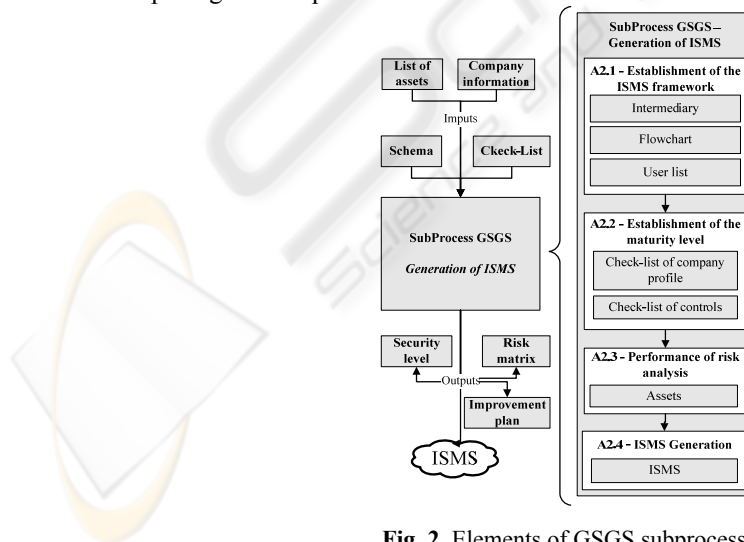 List of
assets
Company
information
Imputs
Schema
Ckeck-List
SubProcess GSGS
Generation of ISMS
Security
level
Risk
matrix
Outputs
Improvement
plan
ISMS
SubProcess GSGS –
Generation of ISMS
A2.1 - Establishment of the
ISMS framework
Intermediary
Flowchart
User list
A2.2 - Establishment of the
maturity level
Check-list of company
profile
Check-list of controls
A2.3 - Performance of risk
analysis
Assets
A2.4 - ISMS Generation
ISMS
Fig. 2. Elements of GSGS subprocess